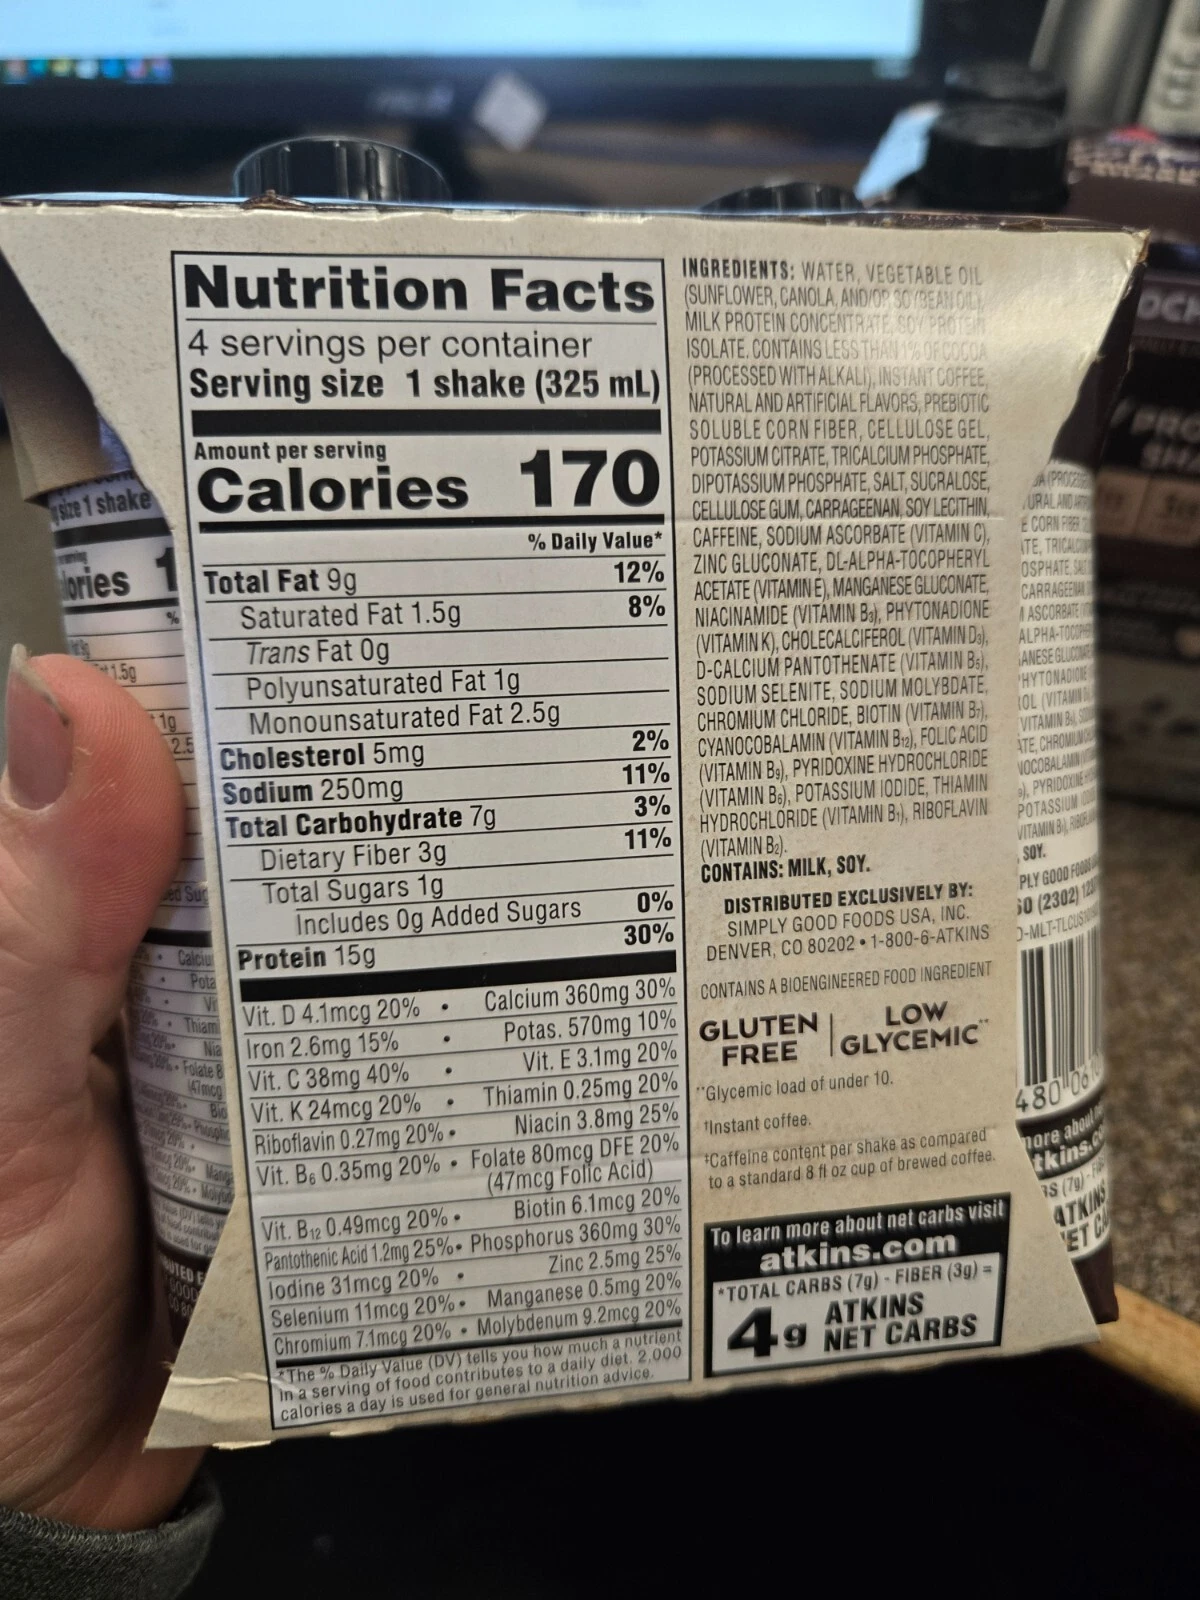 Nutrition Facts
4 servings per container
Serving size 1 shake (325 mL)
Amount per serving
Calories 170
% Daily Value*
Total Fat 9g 12%
Saturated Fat 1.5g 8%
Trans Fat 0g
Polyunsaturated Fat 1g
Monounsaturated Fat 2.5g
Cholesterol 5mg 2%
Sodium 250mg 11%
Total Carbohydrate 7g 3%
Dietary Fiber 3g 11%
Total Sugars 1g
Includes 0g Added Sugars 0%
Protein 15g 30%
Vit. D 4.1mcg 20% • Calcium 360mg 30%
Iron 2.6mg 15% • Potas. 570mg 10%
Vit. C 38mg 40% • Vit. E 3.1mg 20%
Vit. K 24mcg 20% • Thiamin 0.25mg 20%
Riboflavin 0.27mg 20% • Niacin 3.8mg 25%
Vit. B6 0.35mg 20% • Folate 80mcg DFE 20%
(47mcg Folic Acid)
Vit. B12 0.49mcg 20% • Biotin 6.1mcg 20%
Pantothenic Acid 1.2mg 25% • Phosphorus 360mg 30%
Iodine 31mcg 20% • Zinc 2.5mg 25%
Selenium 11mcg 20% • Manganese 0.5mg 20%
Chromium 7.1mcg 20% • Molybdenum 9.2mcg 20%
*The % Daily Value (DV) tells you how much a nutrient
in a serving of food contributes to a daily diet. 2,000
calories a day is used for general nutrition advice.
INGREDIENTS: WATER, VEGETABLE OIL
(SUNFLOWER, CANOLA, AND/OR SOYBEAN OIL),
MILK PROTEIN CONCENTRATE, SOY PROTEIN
ISOLATE. CONTAINS LESS THAN 1% OF COCOA
(PROCESSED WITH ALKALI), INSTANT COFFEE,
NATURAL AND ARTIFICIAL FLAVORS, PREBIOTIC
SOLUBLE CORN FIBER, CELLULOSE GEL,
POTASSIUM CITRATE, TRICALCIUM PHOSPHATE,
DIPOTASSIUM PHOSPHATE, SALT, SUCRALOSE,
CELLULOSE GUM, CARRAGEENAN, SOY LECITHIN,
CAFFEINE, SODIUM ASCORBATE (VITAMIN C),
ZINC GLUCONATE, DL-ALPHA-TOCOPHERYL
ACETATE (VITAMIN E), MANGANESE GLUCONATE,
NIACINAMIDE (VITAMIN B3), PHYTONADIONE
(VITAMIN K), CHOLECALCIFEROL (VITAMIN D3),
D-CALCIUM PANTOTHENATE (VITAMIN B5),
SODIUM SELENITE, SODIUM MOLYBDATE,
CHROMIUM CHLORIDE, BIOTIN (VITAMIN B7),
CYANOCOBALAMIN (VITAMIN B12), FOLIC ACID
(VITAMIN B9), PYRIDOXINE HYDROCHLORIDE
(VITAMIN B6), POTASSIUM IODIDE, THIAMIN
HYDROCHLORIDE (VITAMIN B1), RIBOFLAVIN
(VITAMIN B2).
CONTAINS: MILK, SOY.
DISTRIBUTED EXCLUSIVELY BY:
SIMPLY GOOD FOODS USA, INC.
DENVER, CO 80202 • 1-800-6-ATKINS
CONTAINS A BIOENGINEERED FOOD INGREDIENT
GLUTEN FREE | LOW GLYCEMIC**
**Glycemic load of under 10.
†Instant coffee.
‡Caffeine content per shake as compared
to a standard 8 fl oz cup of brewed coffee.
To learn more about net carbs visit
atkins.com
*TOTAL CARBS (7g) - FIBER (3g) =
4g ATKINS
NET CARBS